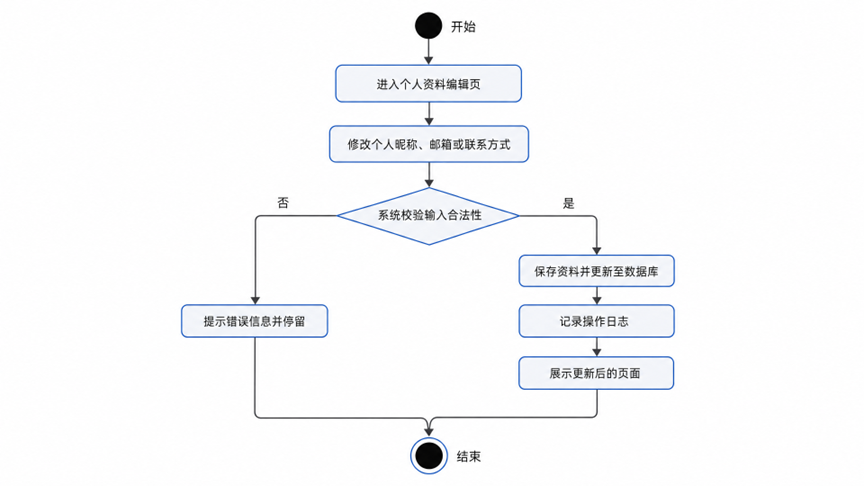 开始
进入个人资料编辑页
修改个人昵称、邮箱或联系方式
否
系统校验输入合法性
是
保存资料并更新至数据库
提示错误信息并停留
记录操作日志
展示更新后的页面
结束